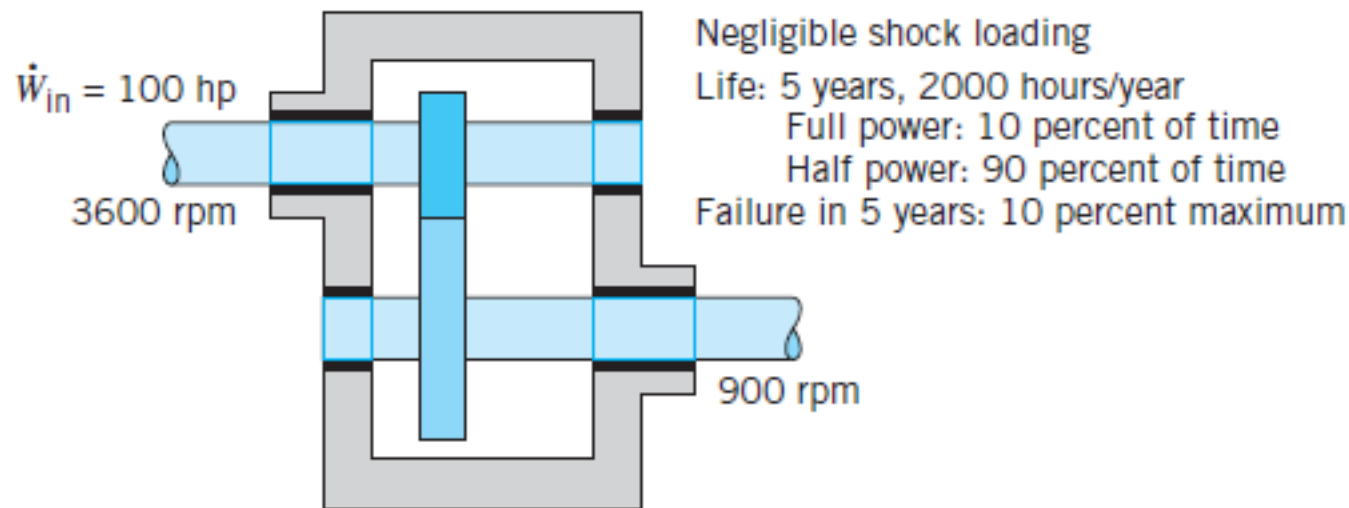 Negligible shock loading
Ẇin = 100 hp
Life: 5 years, 2000 hours/year
Full power: 10 percent of time
Half power: 90 percent of time
3600 rpm
Failure in 5 years: 10 percent maximum
900 rpm